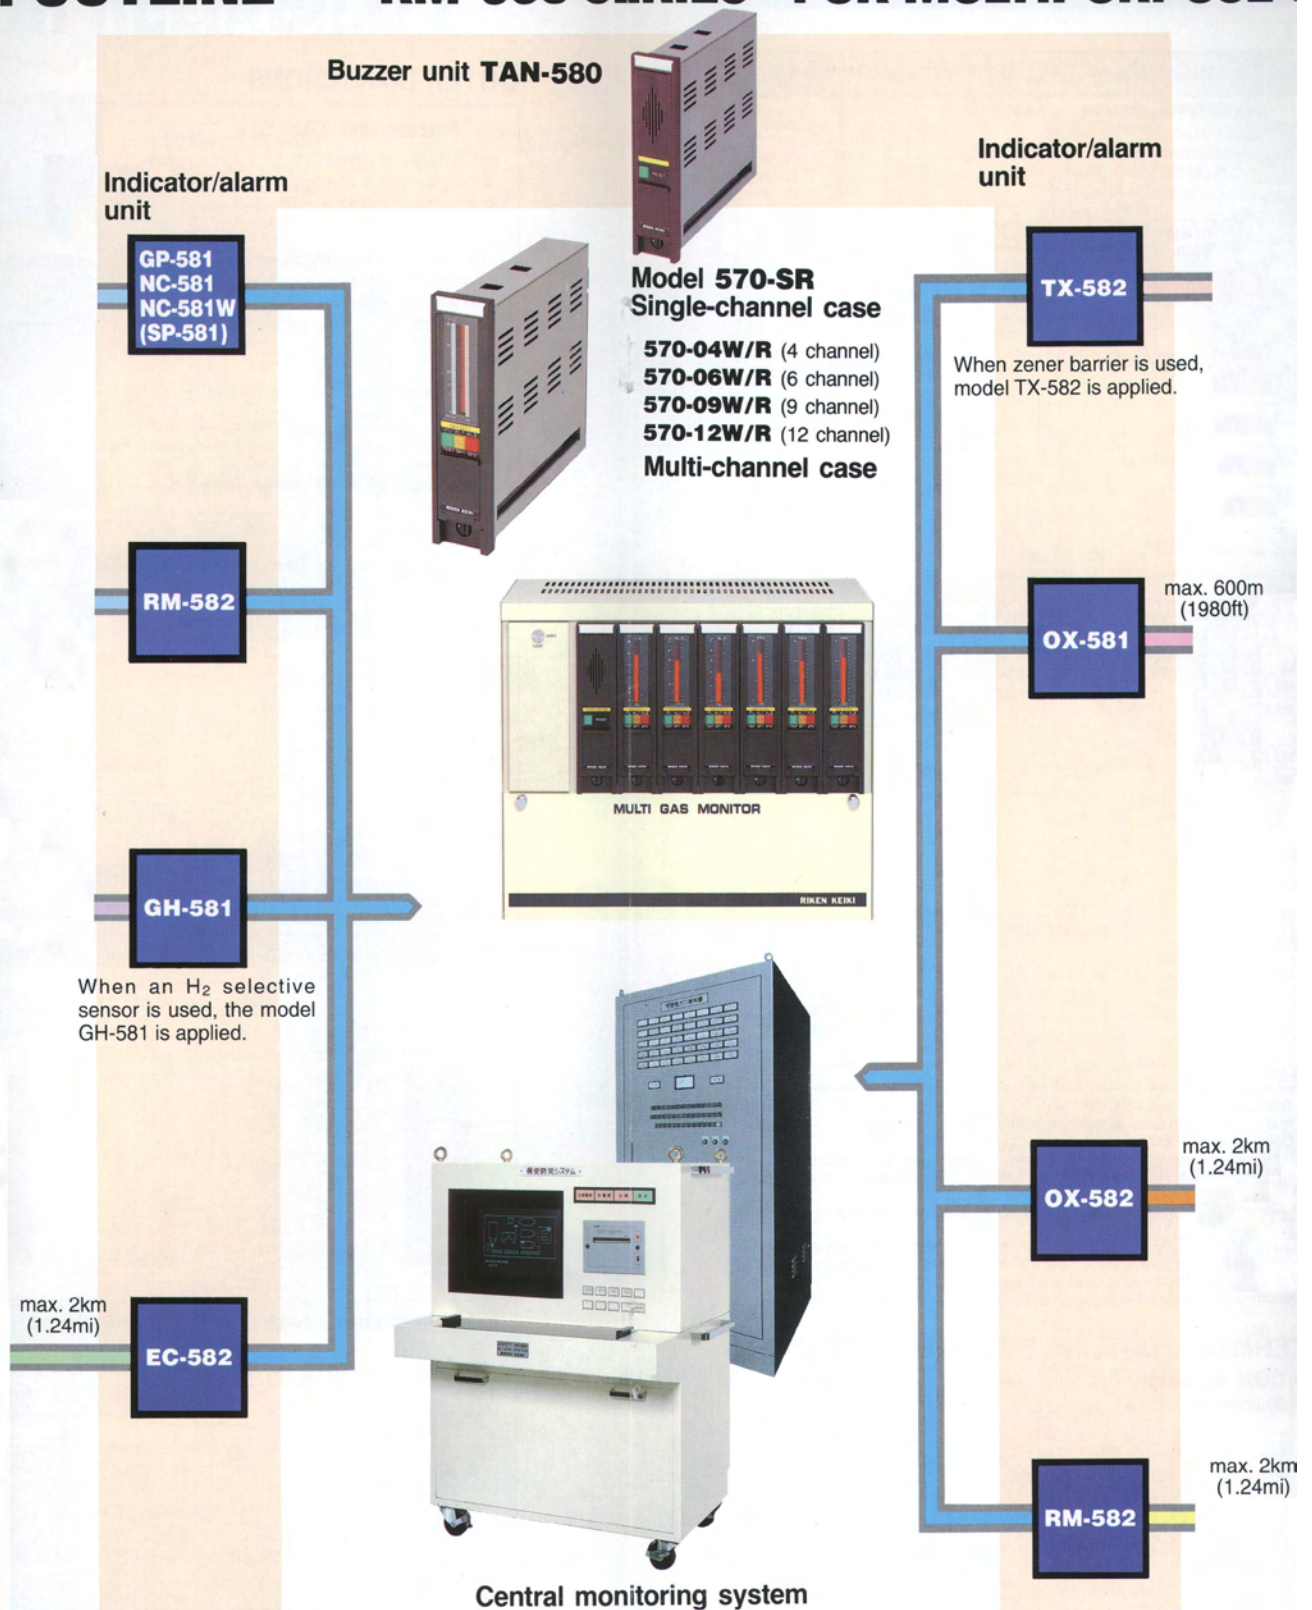 Buzzer unit TAN-580
Indicator/alarm
unit
GP-581
NC-581
NC-581W
(SP-581)
RM-582
GH-581
When an H₂ selective
sensor is used, the model
GH-581 is applied.
max. 2km
(1.24mi)
EC-582
Model 570-SR
Single-channel case
570-04W/R (4 channel)
570-06W/R (6 channel)
570-09W/R (9 channel)
570-12W/R (12 channel)
Multi-channel case
RIKEN KEIKI
MULTI GAS MONITOR
RIKEN KEIKI
Central monitoring system
Indicator/alarm
unit
TX-582
When zener barrier is used,
model TX-582 is applied.
max. 600m
(1980ft)
OX-581
max. 2km
(1.24mi)
OX-582
max. 2km
(1.24mi)
RM-582